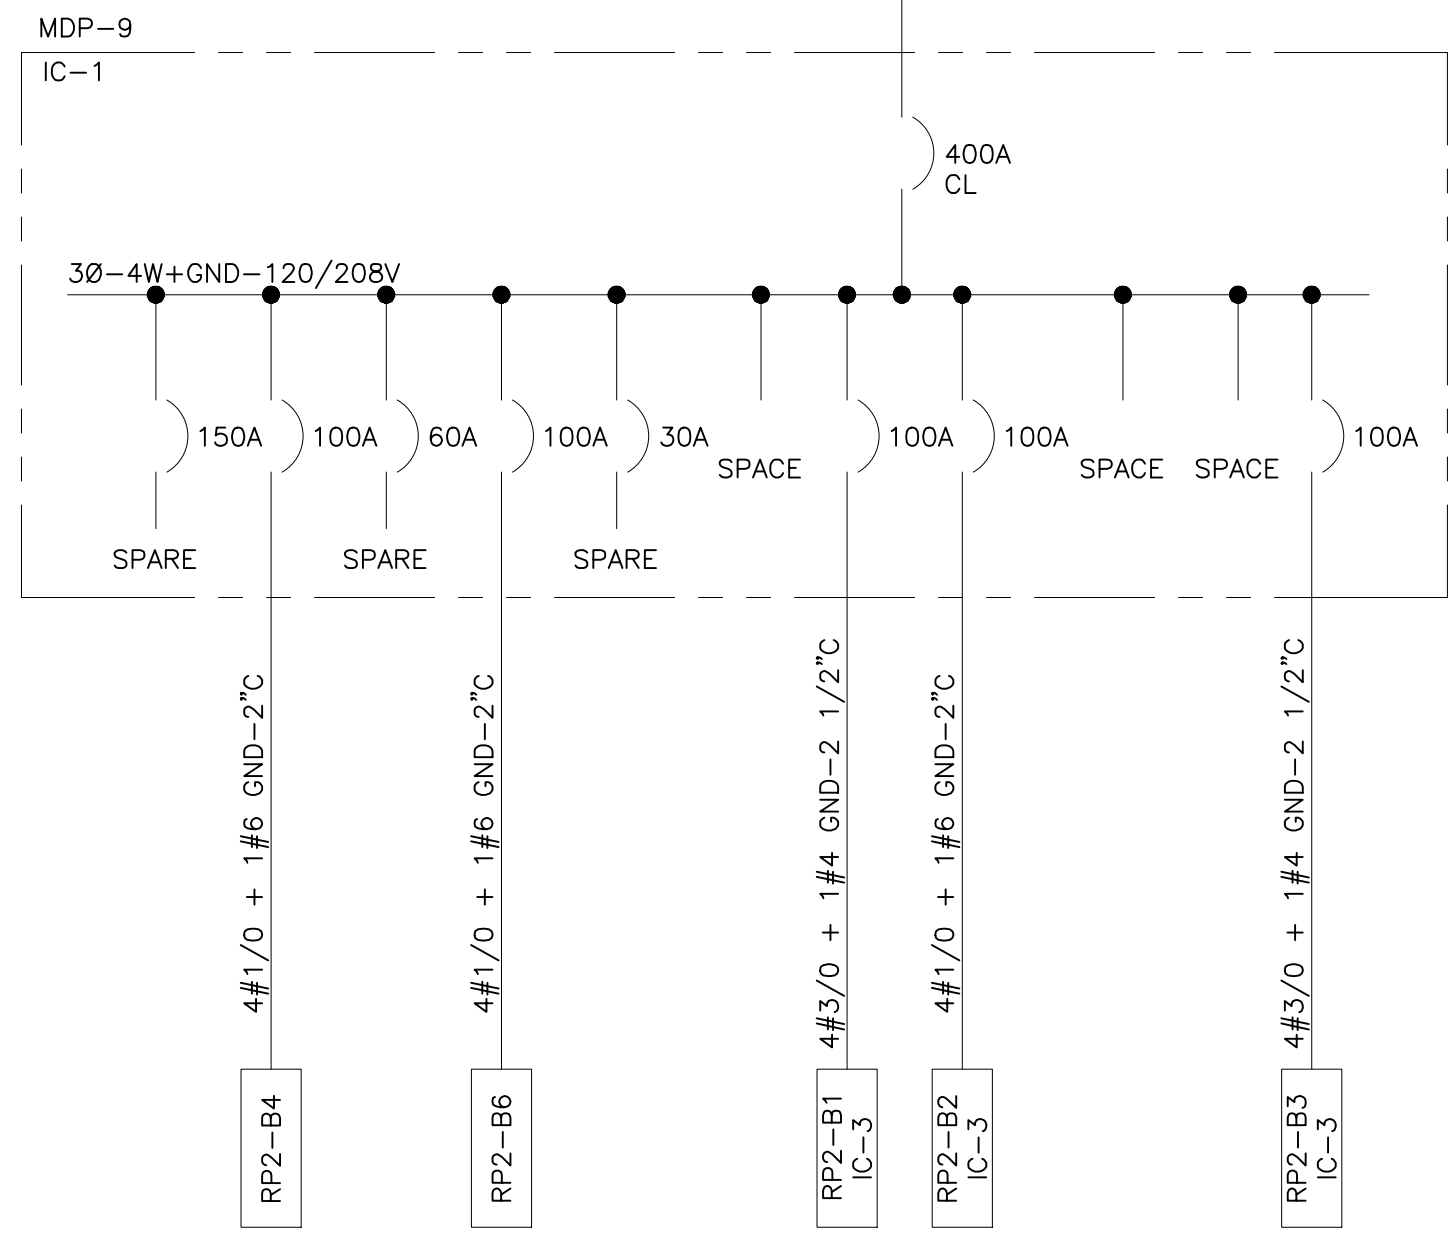 MDP-9
IC-1
400A
CL
3Ø-4W+GND-120/208V
150A
100A
60A
100A
30A
100A
100A
100A
SPACE
SPACE
SPACE
SPARE
SPARE
SPARE
4#1/0 + 1#6 GND-2"C
4#1/0 + 1#6 GND-2"C
4#3/0 + 1#4 GND-2 1/2"C
4#1/0 + 1#6 GND-2"C
4#3/0 + 1#4 GND-2 1/2"C
RP2-B4
RP2-B6
RP2-B1
IC-3
RP2-B2
IC-3
RP2-B3
IC-3